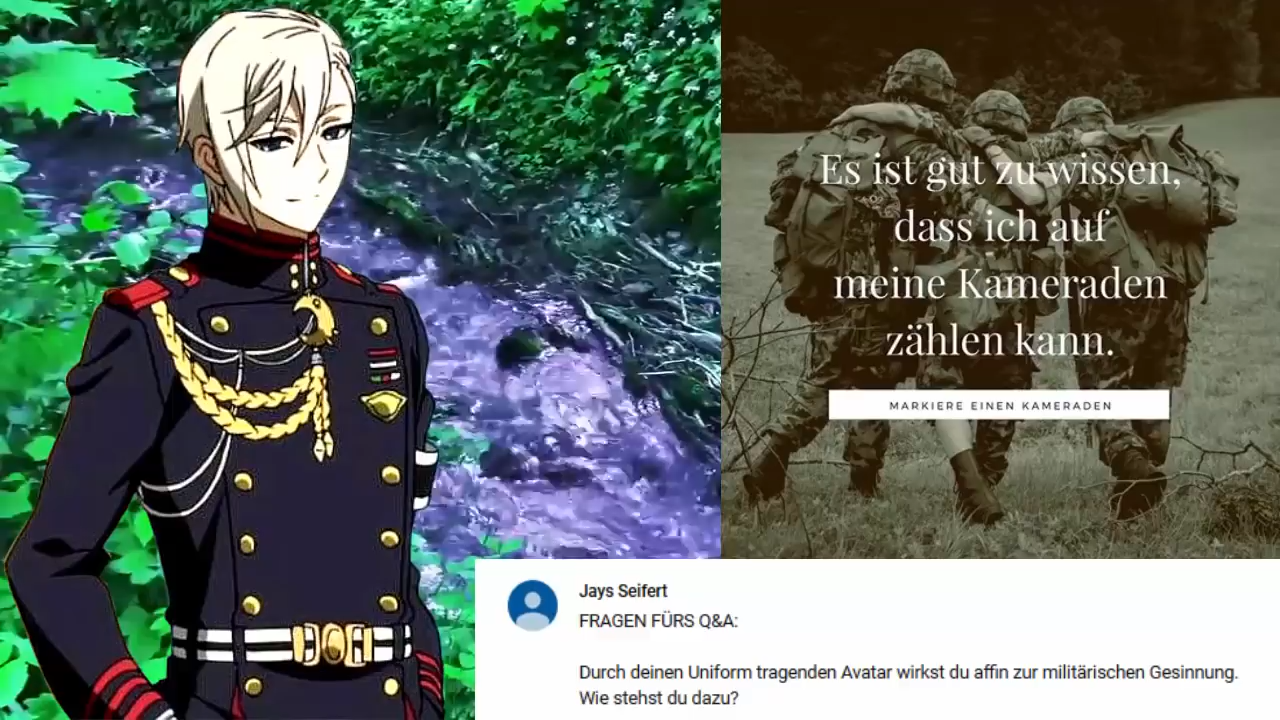 Es ist gut zu wissen,
dass ich auf
meine Kameraden
zählen kann.
MARKIERE EINEN KAMERADEN
Jays Seifert
FRAGEN FÜRS Q&A:
Durch deinen Uniform tragenden Avatar wirkst du affin zur militärischen Gesinnung.
Wie stehst du dazu?